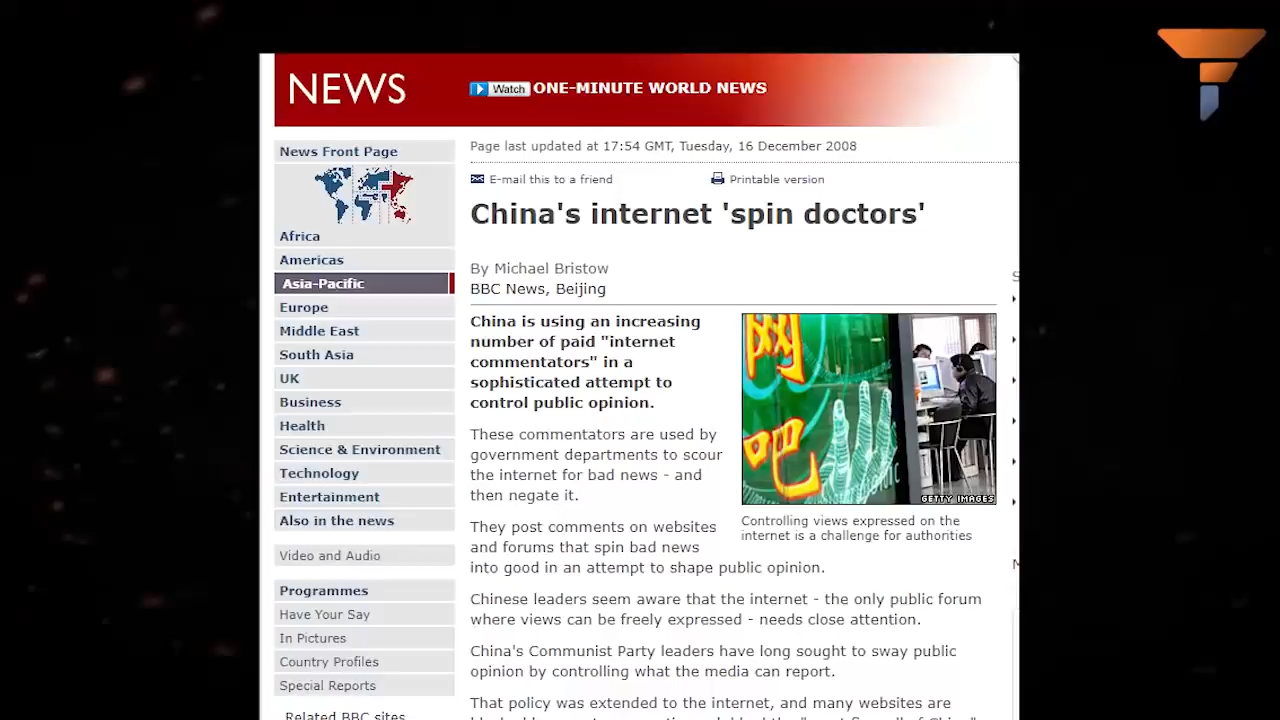 NEWS
Watch ONE-MINUTE WORLD NEWS
News Front Page
Africa
Americas
Asia-Pacific
Europe
Middle East
South Asia
UK
Business
Health
Science & Environment
Technology
Entertainment
Also in the news
Video and Audio
Programmes
Have Your Say
In Pictures
Country Profiles
Special Reports
Related BBC sites
Page last updated at 17:54 GMT, Tuesday, 16 December 2008
E-mail this to a friend
Printable version
China's internet 'spin doctors'
By Michael Bristow
BBC News, Beijing
China is using an increasing
number of paid "internet
commentators" in a
sophisticated attempt to
control public opinion.
网
吧
GETTY IMAGES
Controlling views expressed on the
internet is a challenge for authorities
These commentators are used by
government departments to scour
the internet for bad news - and
then negate it.
They post comments on websites
and forums that spin bad news
into good in an attempt to shape public opinion.
Chinese leaders seem aware that the internet - the only public forum
where views can be freely expressed - needs close attention.
China's Communist Party leaders have long sought to sway public
opinion by controlling what the media can report.
That policy was extended to the internet, and many websites are